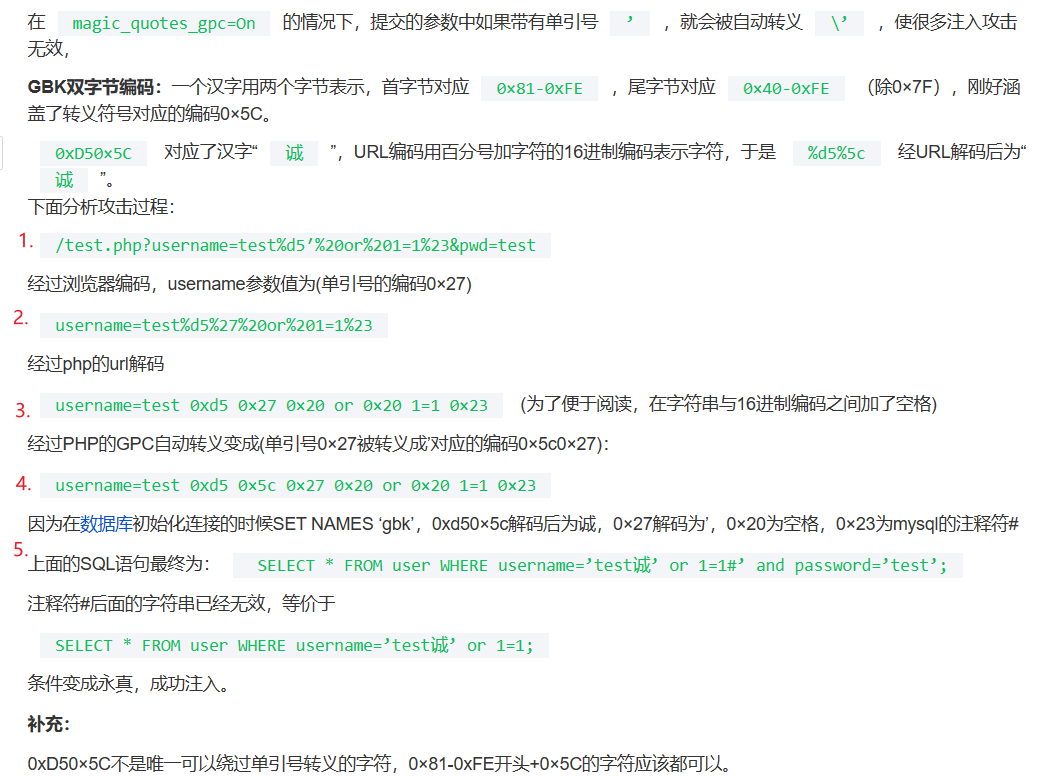 在 magic_quotes_gpc=On 的情况下，提交的参数中如果带有单引号 ’ ，就会被自动转义 \’ ，使很多注入攻击
无效，
GBK双字节编码：一个汉字用两个字节表示，首字节对应 0×81-0xFE ，尾字节对应 0×40-0xFE （除0×7F），刚好涵
盖了转义符号对应的编码0×5C。
0xD50×5C 对应了汉字“ 诚 ”，URL编码用百分号加字符的16进制编码表示字符，于是 %d5%5c 经URL解码后为“
诚 ”。
下面分析攻击过程：
1. /test.php?username=test%d5’%20or%201=1%23&pwd=test
经过浏览器编码，username参数值为(单引号的编码0×27)
2. username=test%d5%27%20or%201=1%23
经过php的url解码
3. username=test 0xd5 0×27 0×20 or 0×20 1=1 0×23 (为了便于阅读，在字符串与16进制编码之间加了空格)
经过PHP的GPC自动转义变成(单引号0×27被转义成’对应的编码0×5c0×27)：
4. username=test 0xd5 0×5c 0×27 0×20 or 0×20 1=1 0×23
因为在数据库初始化连接的时候SET NAMES ‘gbk’，0xd50×5c解码后为诚，0×27解码为’，0×20为空格，0×23为mysql的注释符#
5. 上面的SQL语句最终为： SELECT * FROM user WHERE username=’test诚’ or 1=1#’ and password=’test’;
注释符#后面的字符串已经无效，等价于
SELECT * FROM user WHERE username=’test诚’ or 1=1;
条件变成永真，成功注入。
补充：
0xD50×5C不是唯一可以绕过单引号转义的字符，0×81-0xFE开头+0×5C的字符应该都可以。